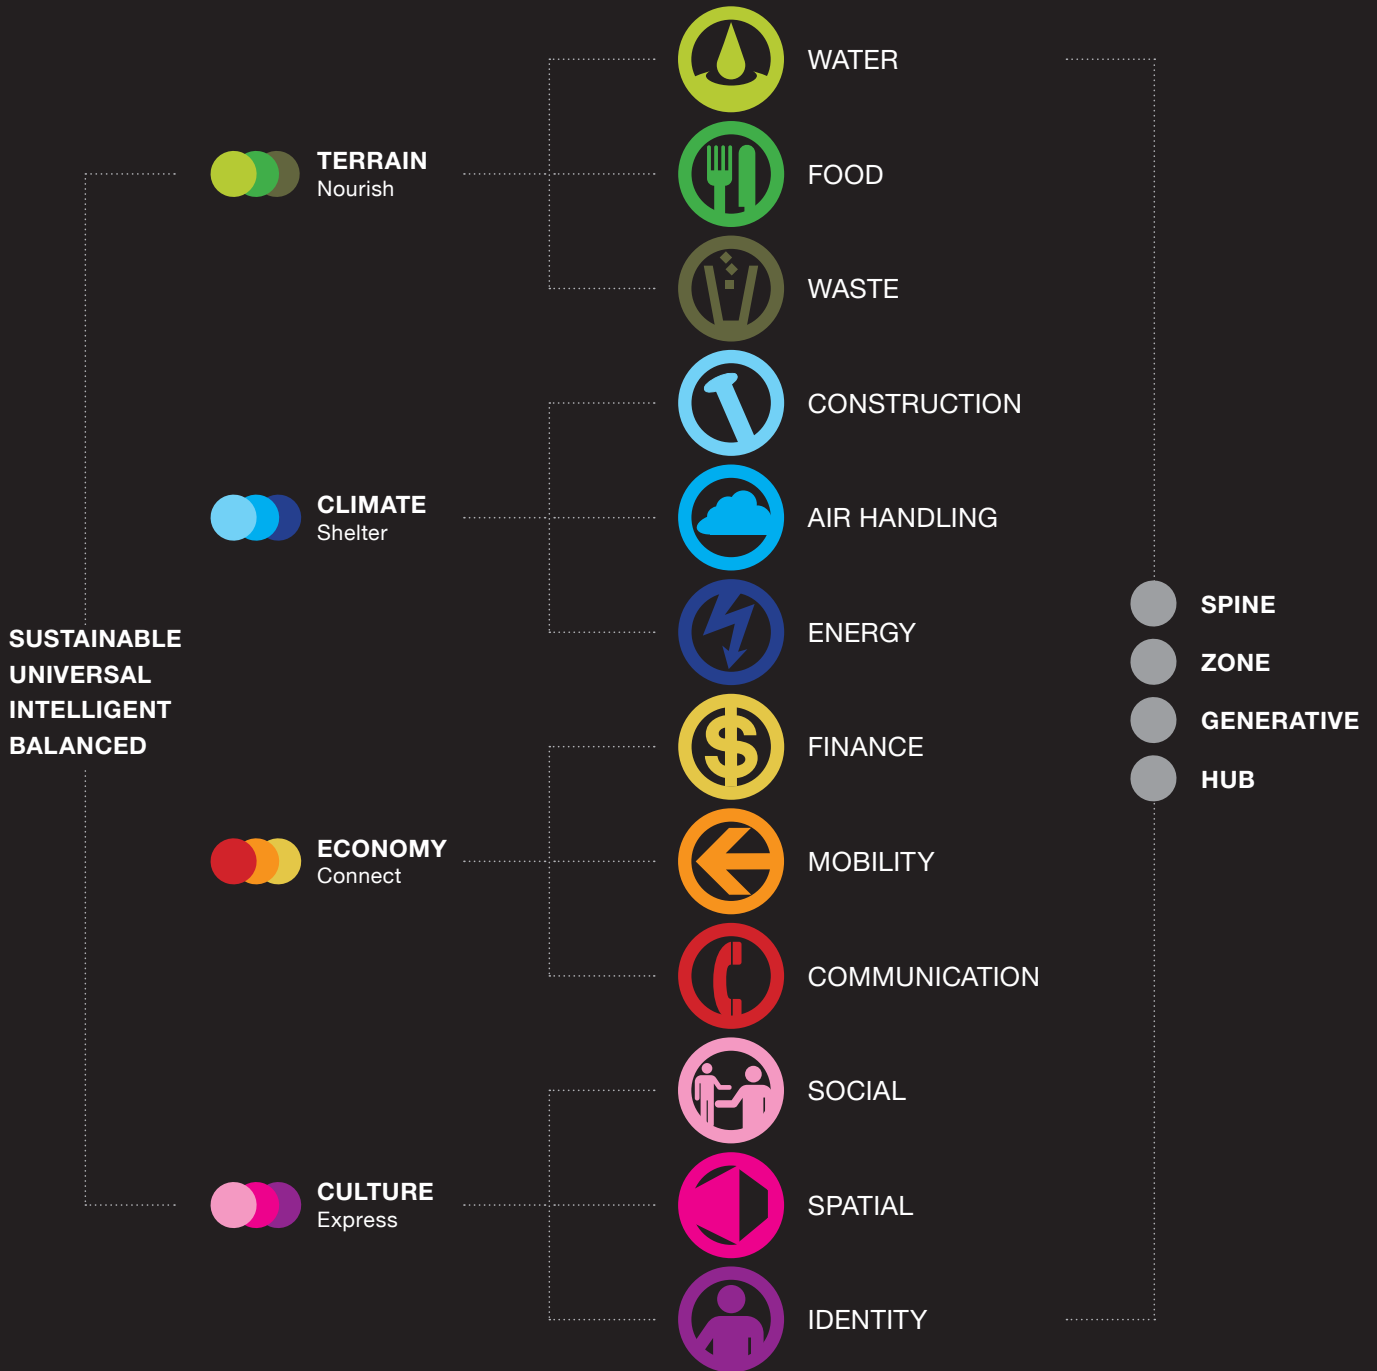 SUSTAINABLE
UNIVERSAL
INTELLIGENT
BALANCED
TERRAIN
Nourish
CLIMATE
Shelter
ECONOMY
Connect
CULTURE
Express
WATER
FOOD
WASTE
CONSTRUCTION
AIR HANDLING
ENERGY
FINANCE
MOBILITY
COMMUNICATION
SOCIAL
SPATIAL
IDENTITY
SPINE
ZONE
GENERATIVE
HUB